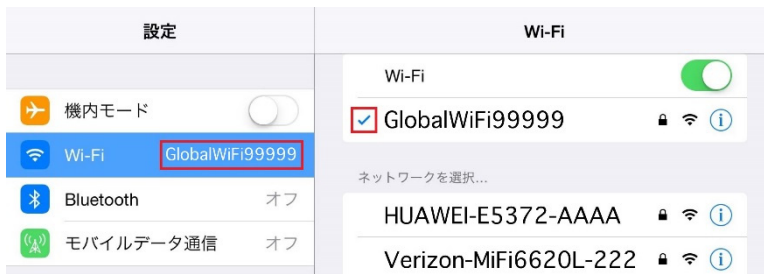 設定
機内モード
Wi-Fi GlobalWiFi99999
Bluetooth オフ
モバイルデータ通信 オフ
Wi-Fi
Wi-Fi
GlobalWiFi99999
ネットワークを選択...
HUAWEI-E5372-AAAA
Verizon-MiFi6620L-222